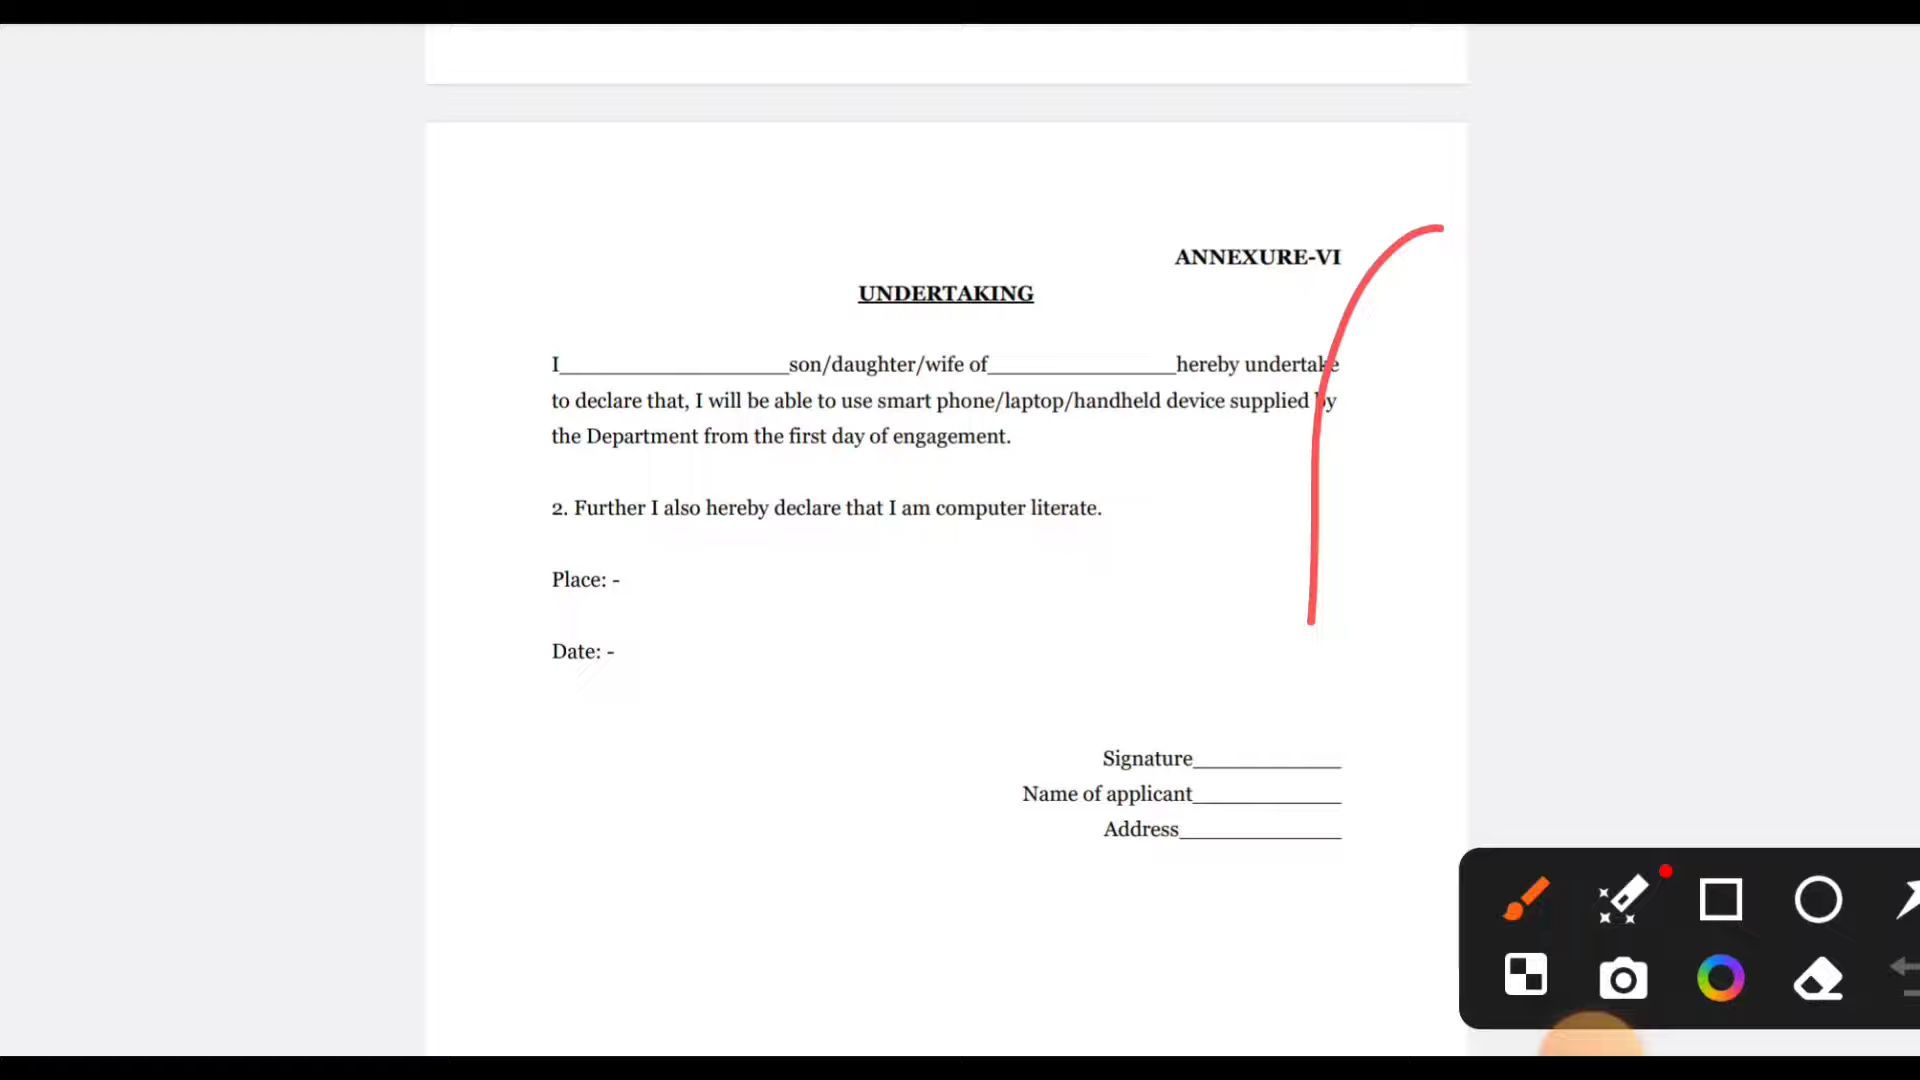 ANNEXURE-VI
UNDERTAKING
I_____________________son/daughter/wife of_________________hereby undertake
to declare that, I will be able to use smart phone/laptop/handheld device supplied by
the Department from the first day of engagement.
2. Further I also hereby declare that I am computer literate.
Place: -
Date: -
Signature_____________
Name of applicant_____________
Address______________